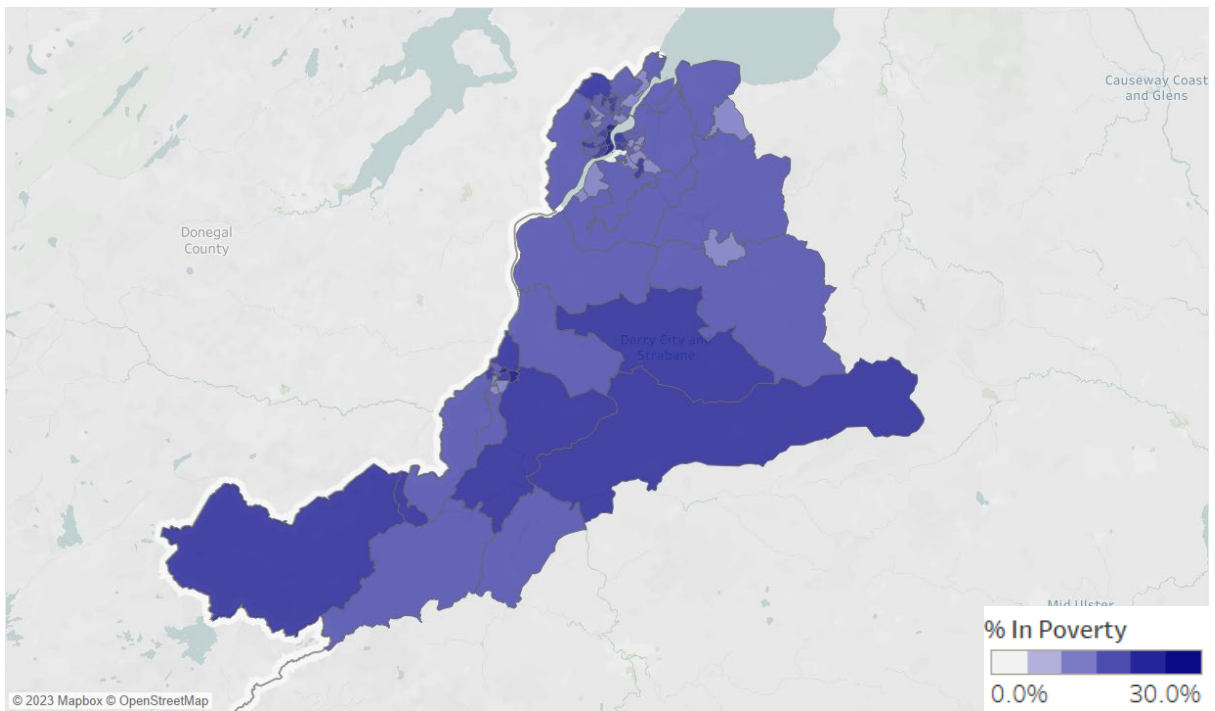 Causeway Coast
and Glens
Donegal
County
Derry City and
Strabane
Mid Ulster
% In Poverty
0.0% 30.0%
© 2023 Mapbox © OpenStreetMap